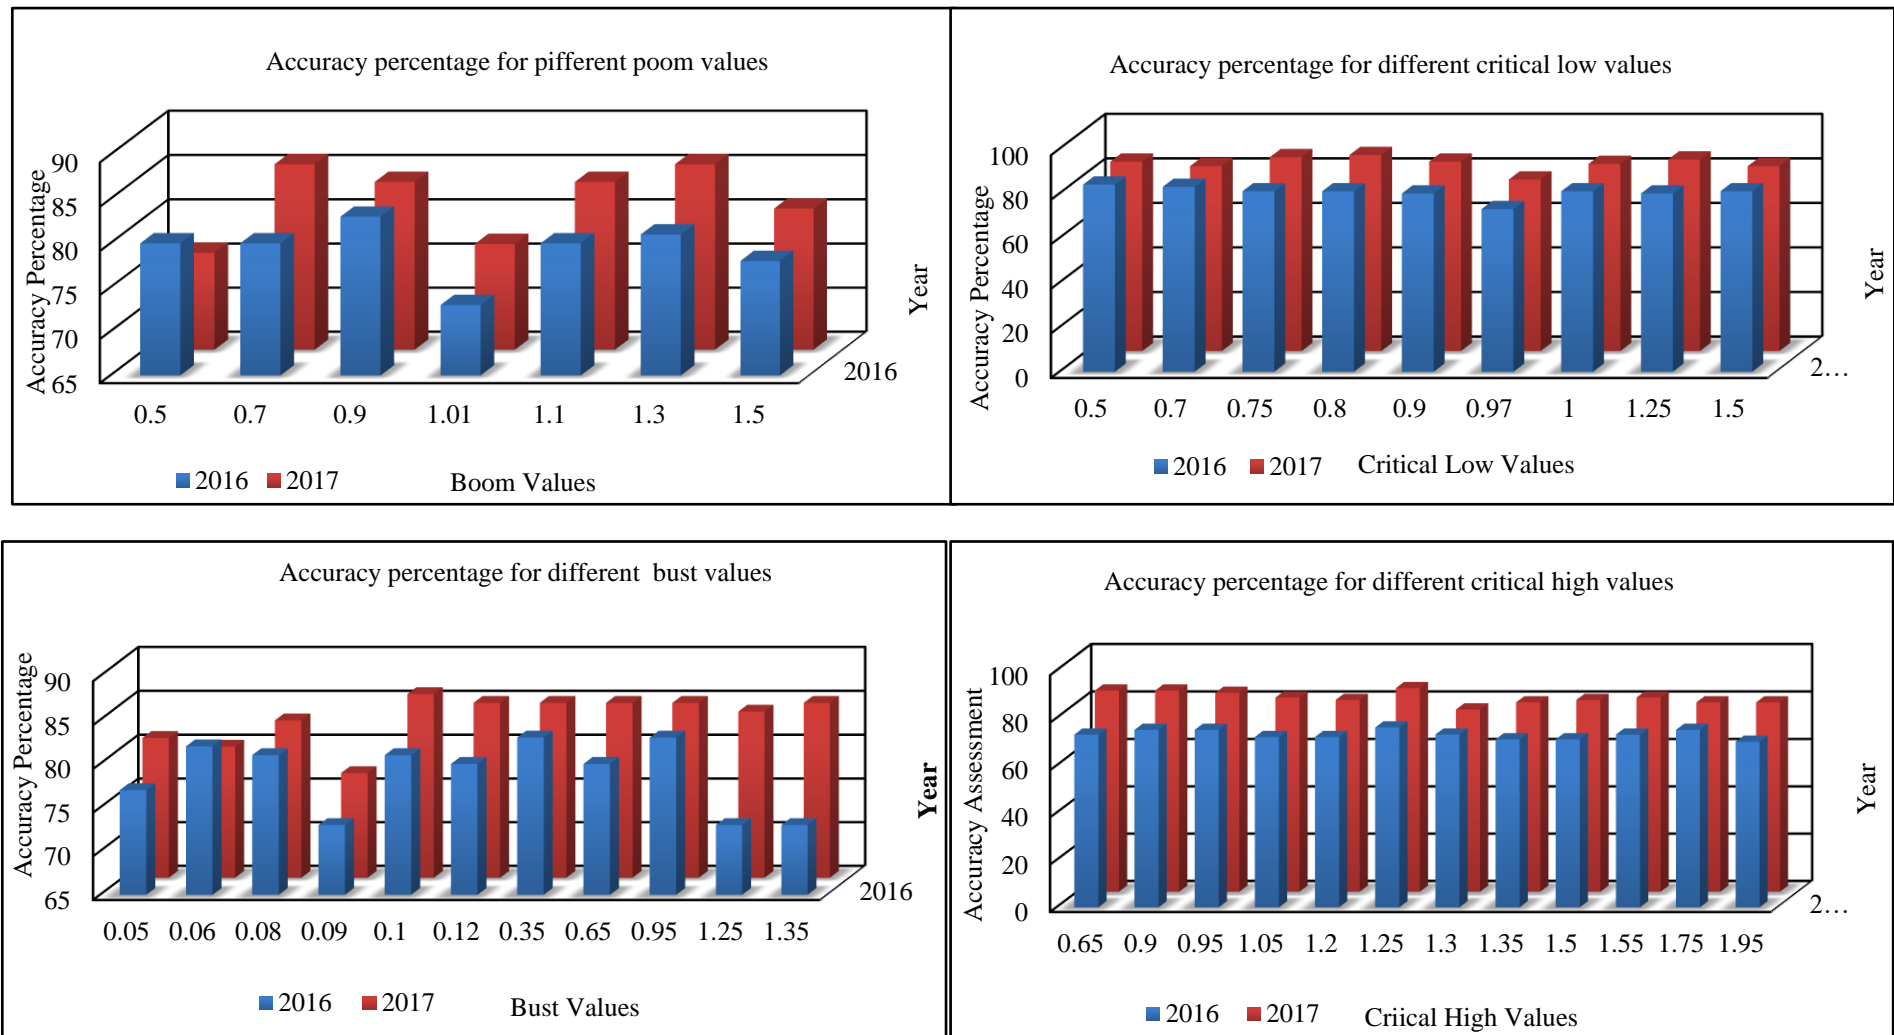 Accuracy percentage for pifferent poom values
Accuracy Percentage
90
85
80
75
70
65
0.5 0.7 0.9 1.01 1.1 1.3 1.5
2016
Year
2016 2017 Boom Values
Accuracy percentage for different critical low values
Accuracy Percentage
100
80
60
40
20
0
0.5 0.7 0.75 0.8 0.9 0.97 1 1.25 1.5
2…
Year
2016 2017 Critical Low Values
Accuracy percentage for different bust values
Accuracy Percentage
90
85
80
75
70
65
0.05 0.06 0.08 0.09 0.1 0.12 0.35 0.65 0.95 1.25 1.35
2016
Year
2016 2017 Bust Values
Accuracy percentage for different critical high values
Accuracy Assessment
100
80
60
40
20
0
0.65 0.9 0.95 1.05 1.2 1.25 1.3 1.35 1.5 1.55 1.75 1.95
2…
Year
2016 2017 Criical High Values